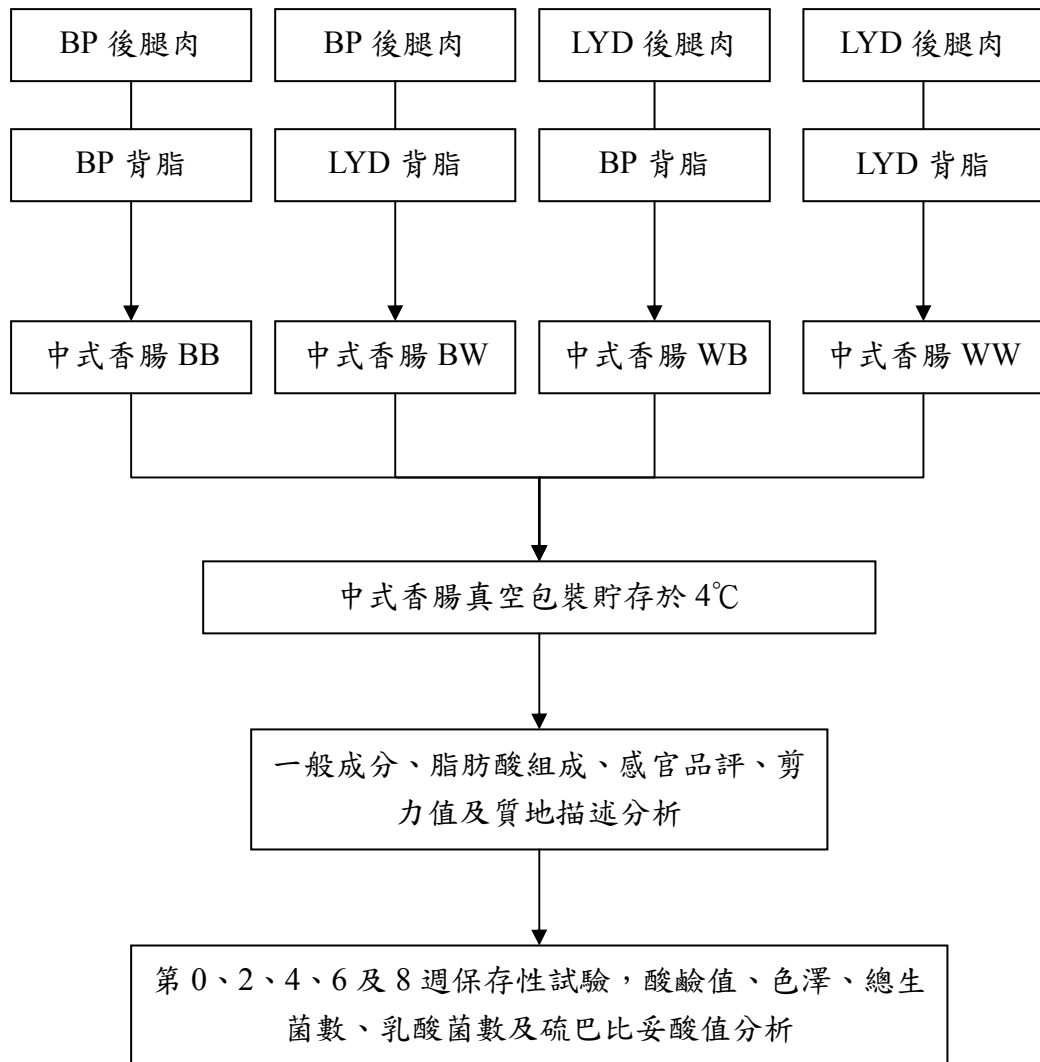 BP 後腿肉
BP 後腿肉
LYD 後腿肉
LYD 後腿肉
BP 背脂
LYD 背脂
BP 背脂
LYD 背脂
中式香腸 BB
中式香腸 BW
中式香腸 WB
中式香腸 WW
中式香腸真空包裝貯存於 4℃
一般成分、脂肪酸組成、感官品評、剪
力值及質地描述分析
第 0、2、4、6 及 8 週保存性試驗，酸鹼值、色澤、總生
菌數、乳酸菌數及硫巴比妥酸值分析